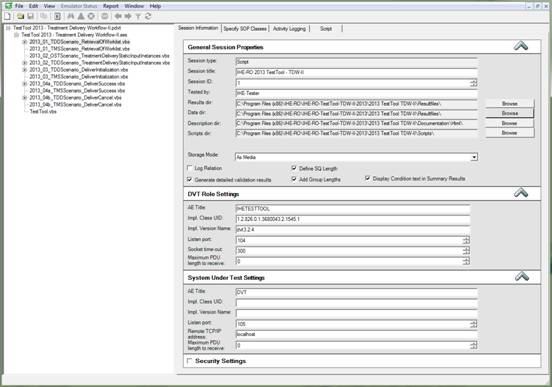 File Edit View Emulator Status Report Window Help
TestTool 2013 - Treatment Delivery Workflow-II.pdvt
TestTool 2013 - Treatment Delivery Workflow-II.ses
2013_01_TDDScenario_RetrievalOfWorklist.vbs
2013_01_TMSScenario_RetrievalOfWorklist.vbs
2013_02_OSTScenario_TreatmentDeliveryStaticInputInstances.vbs
2013_02_TDDScenario_TreatmentDeliveryStaticInputInstances.vbs
2013_03_TDDScenario_DeliverInitialization.vbs
2013_03_TMSScenario_DeliverInitialization.vbs
2013_04a_TDDScenario_DeliverSuccess.vbs
2013_04a_TMSScenario_DeliverSuccess.vbs
2013_04b_TDDScenario_DeliverCancel.vbs
2013_04b_TMSScenario_DeliverCancel.vbs
TestTool.vbs
Session Information Specify SOP Classes Activity Logging Script
General Session Properties
Session type: Script
Session title: IHE-RO 2013 TestTool - TDW-II
Session ID: 1
Tested by: IHE-Tester
Results dir: C:\Program Files (x86)\IHE-RO\IHE-RO-TestTool-TDW-II\2013\2013 TestTool TDW-II\Resultfiles\ Browse
Data dir: C:\Program Files (x86)\IHE-RO\IHE-RO-TestTool-TDW-II\2013\2013 TestTool TDW-II\Resultfiles\ Browse
Description dir: C:\Program Files (x86)\IHE-RO\IHE-RO-TestTool-TDW-II\2013\2013 TestTool TDW-II\Documentation\Html\ Browse
Scripts dir: C:\Program Files (x86)\IHE-RO\IHE-RO-TestTool-TDW-II\2013\2013 TestTool TDW-II\Scripts\ Browse
Storage Mode: As Media
Log Relation Define SQ Length
Generate detailed validation results Add Group Lengths Display Condition text in Summary Results
DVT Role Settings
AE Title: IHETESTTOOL
Impl. Class UID: 1.2.826.0.1.3680043.2.1545.1
Impl. Version Name: dvt3.2.4
Listen port: 104
Socket time-out: 300
Maximum PDU
length to receive: 0
System Under Test Settings
AE Title: DVT
Impl. Class UID:
Impl. Version Name:
Listen port: 105
Remote TCP/IP
address: localhost
Maximum PDU
length to receive: 0
Security Settings